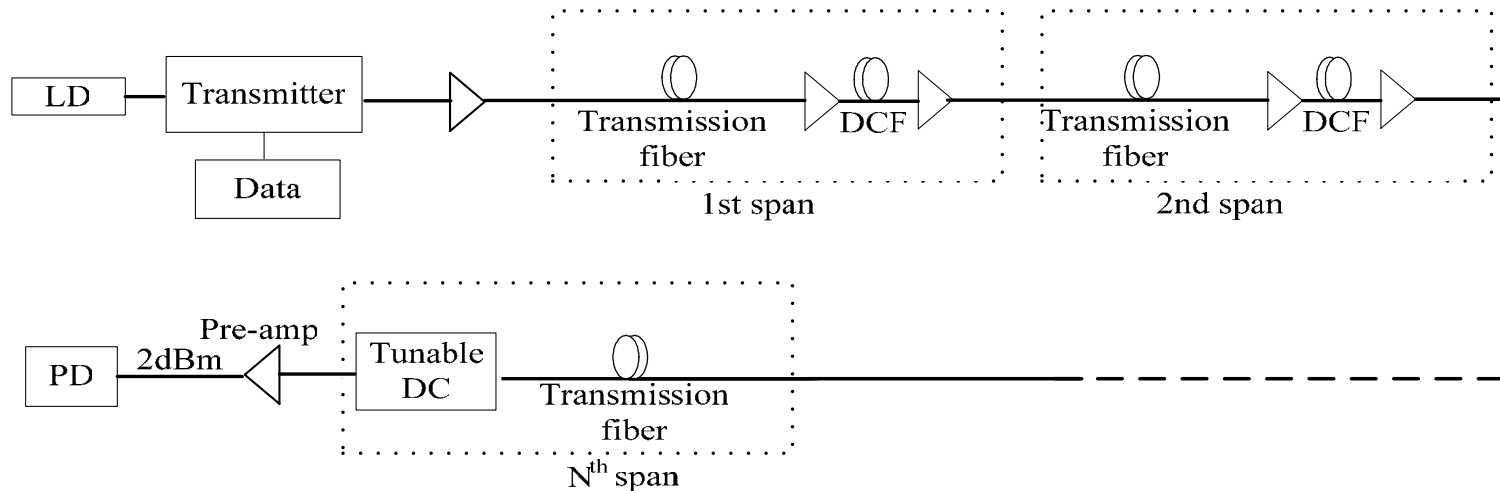 LD
Transmitter
Data
Transmission
fiber
DCF
1st span
Transmission
fiber
DCF
2nd span
PD
2dBm
Pre-amp
Tunable
DC
Transmission
fiber
Nth span